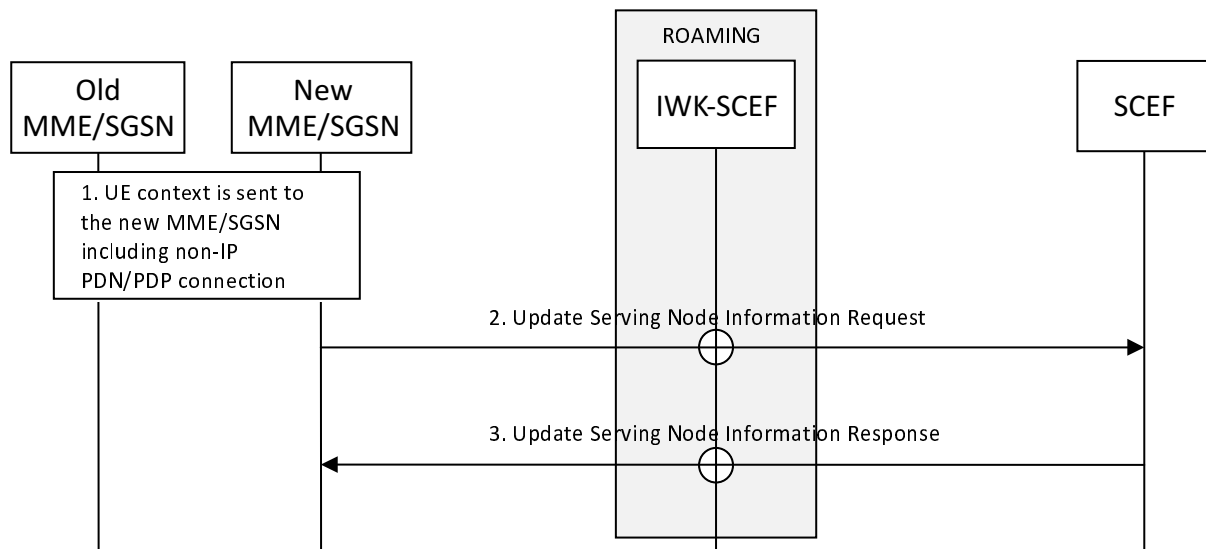 ROAMING
Old
MME/SGSN
New
MME/SGSN
IWK-SCEF
SCEF
1. UE context is sent to
the new MME/SGSN
including non-IP
PDN/PDP connection
2. Update Serving Node Information Request
3. Update Serving Node Information Response